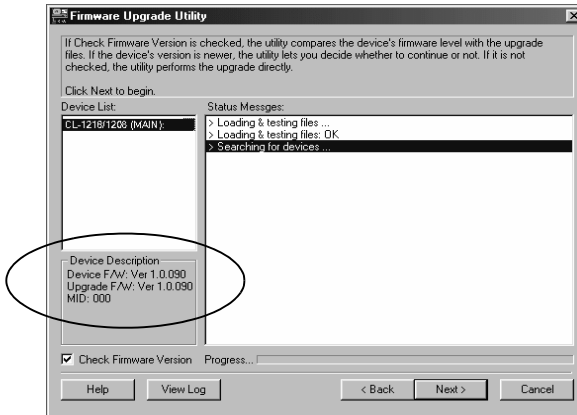 Firmware Upgrade Utility
If Check Firmware Version is checked, the utility compares the device's firmware level with the upgrade
files. If the device's version is newer, the utility lets you decide whether to continue or not. If it is not
checked, the utility performs the upgrade directly.
Click Next to begin.
Device List:
Status Messges:
CL-1216/1208 (MAIN):
> Loading & testing files ...
> Loading & testing files: OK
> Searching for devices ...
Device Description
Device F/W: Ver 1.0.090
Upgrade F/W: Ver 1.0.090
MID: 000
Check Firmware Version Progress...
Help View Log < Back Next > Cancel